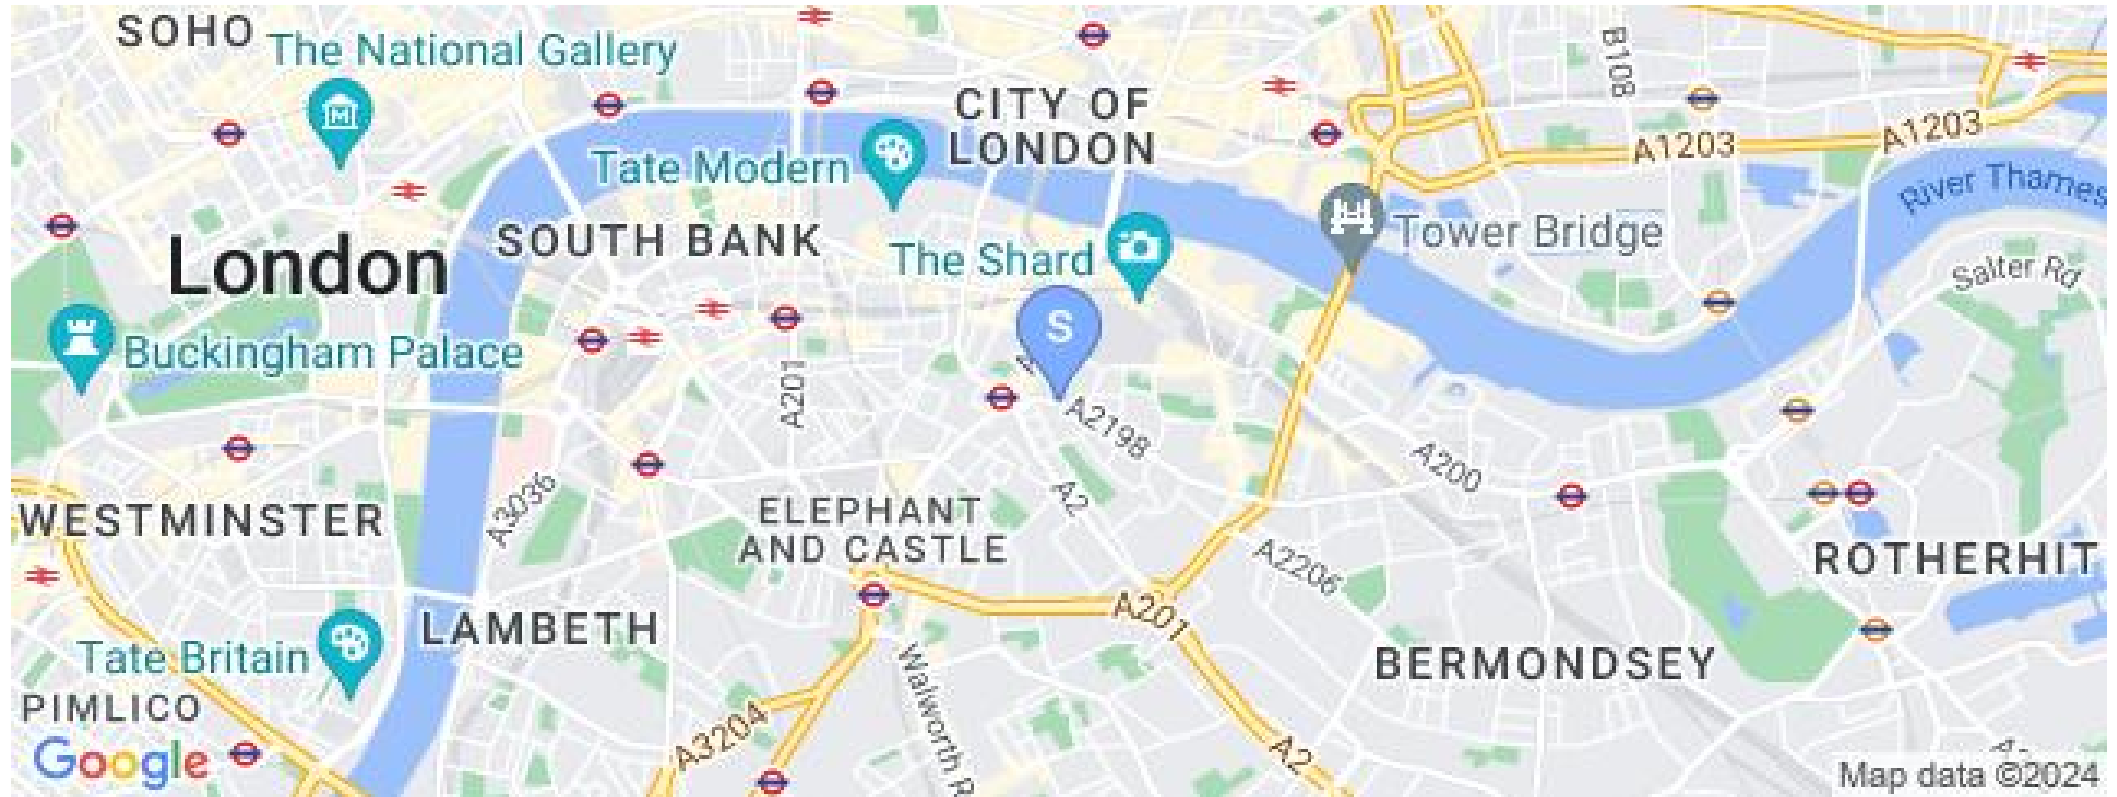 SOHO
The National Gallery
B108
CITY OF
LONDON
A1203
A1203
Tate Modern
River Thames
SOUTH BANK
Tower Bridge
London
The Shard
Salter Rd
S
Buckingham Palace
A201
A2198
A200
A3036
A2
WESTMINSTER
ELEPHANT
AND CASTLE
A2206
ROTHERHIT
A201
LAMBETH
Tate Britain
BERMONDSEY
Walworth R
PIMLICO
A3204
A2
Google
Map data ©2024